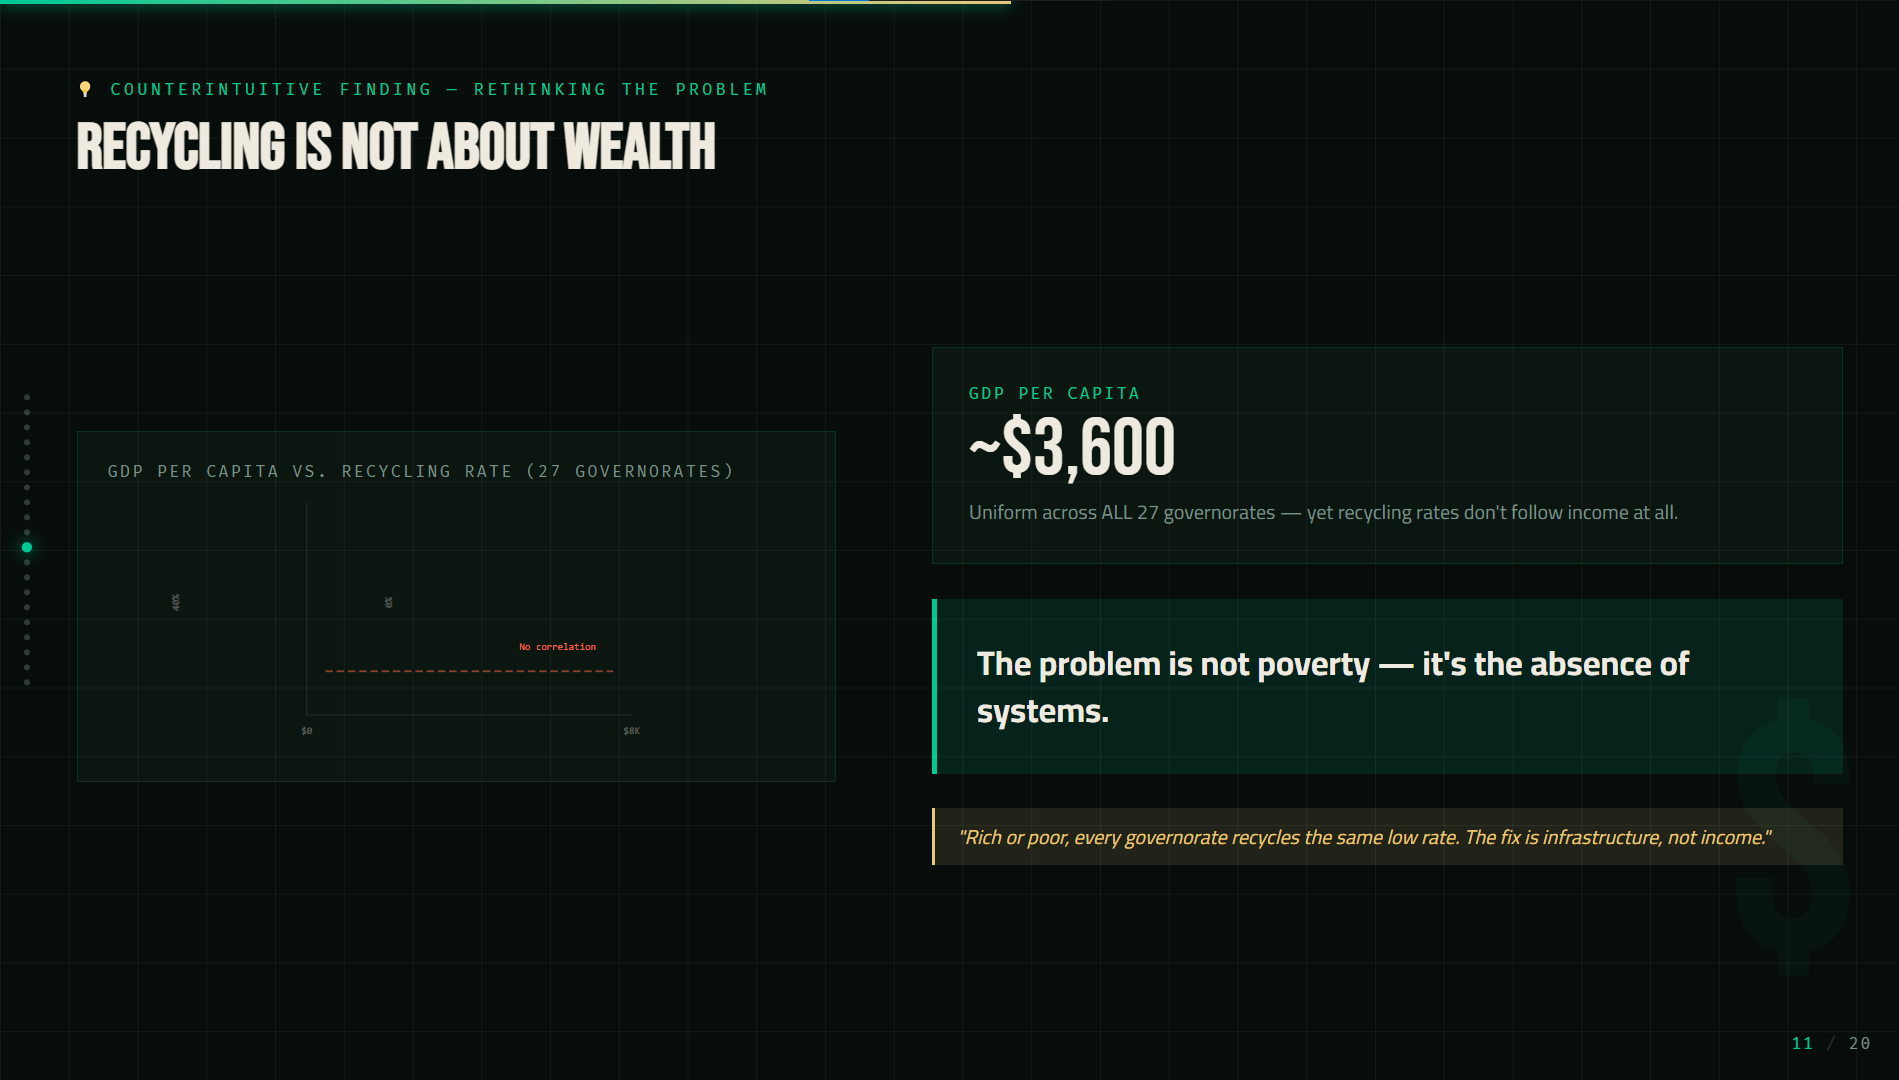 COUNTERINTUITIVE FINDING — RETHINKING THE PROBLEM
RECYCLING IS NOT ABOUT WEALTH
GDP PER CAPITA VS. RECYCLING RATE (27 GOVERNORATES)
40%
0%
No correlation
$0
$8K
GDP PER CAPITA
~$3,600
Uniform across ALL 27 governorates — yet recycling rates don't follow income at all.
The problem is not poverty — it's the absence of
systems.
"Rich or poor, every governorate recycles the same low rate. The fix is infrastructure, not income."
$
11 / 20